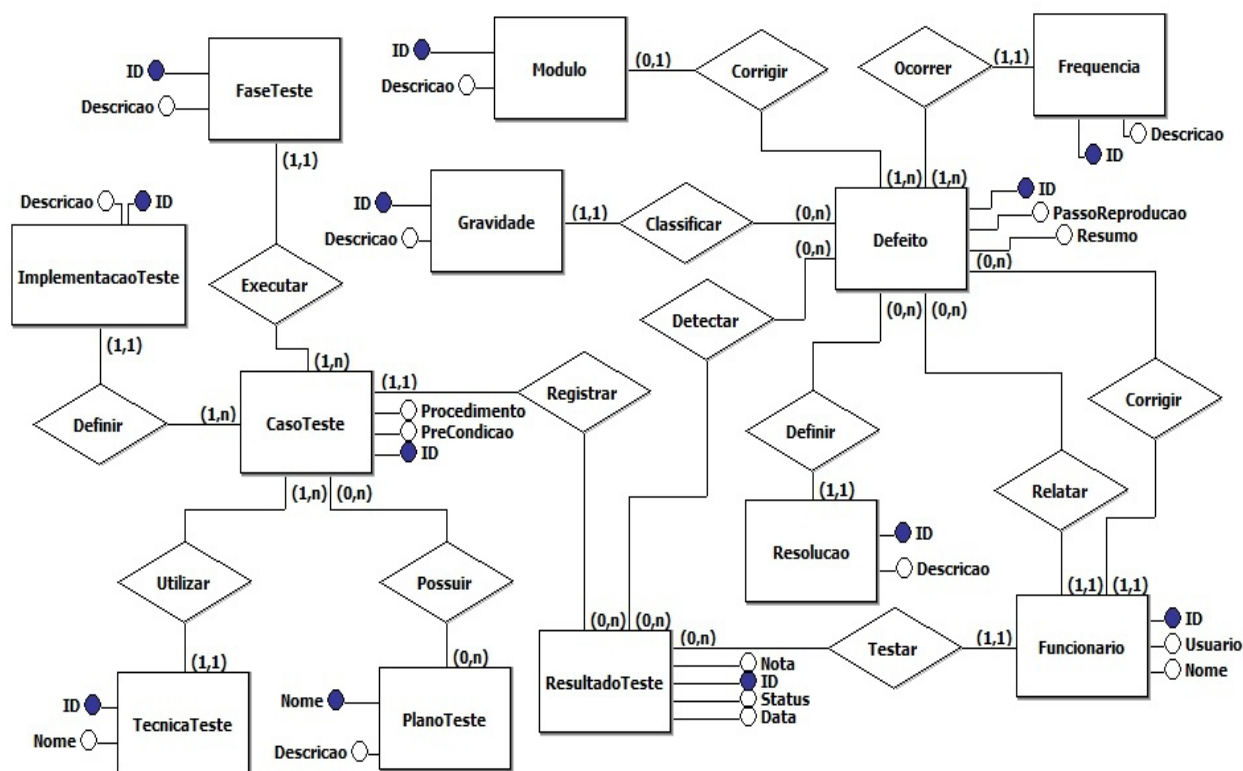 ID
Descricao
FaseTeste
(1,1)
ID
Descricao
Modulo
(0,1)
Corrigir
Ocorrer
(1,1)
Frequência
Descricao
ID
Descricao
ID
ImplementacaoTeste
(1,1)
Executar
ID
Descricao
Gravidade
(1,1)
Classificar
(0,n)
(1,n)
(1,n)
Defeito
ID
PassoReproducao
Resumo
(0,n)
(0,n)
Detectar
(0,n)
(0,n)
Definir
(1,n)
(1,n)
CasoTeste
(1,1)
Procedimento
PreCondicao
ID
Registrar
Definir
(1,1)
Corrigir
Relatar
(1,n)
(0,n)
Utilizar
Possuir
Resolucao
ID
Descricao
(1,1)
ID
Nome
TecnicaTeste
(0,n)
Nome
Descricao
PlanoTeste
(0,n)
(0,n)
ResultadoTeste
Nota
ID
Status
Data
(0,n)
Testar
(1,1)
(1,1)
(1,1)
Funcionario
ID
Usuario
Nome